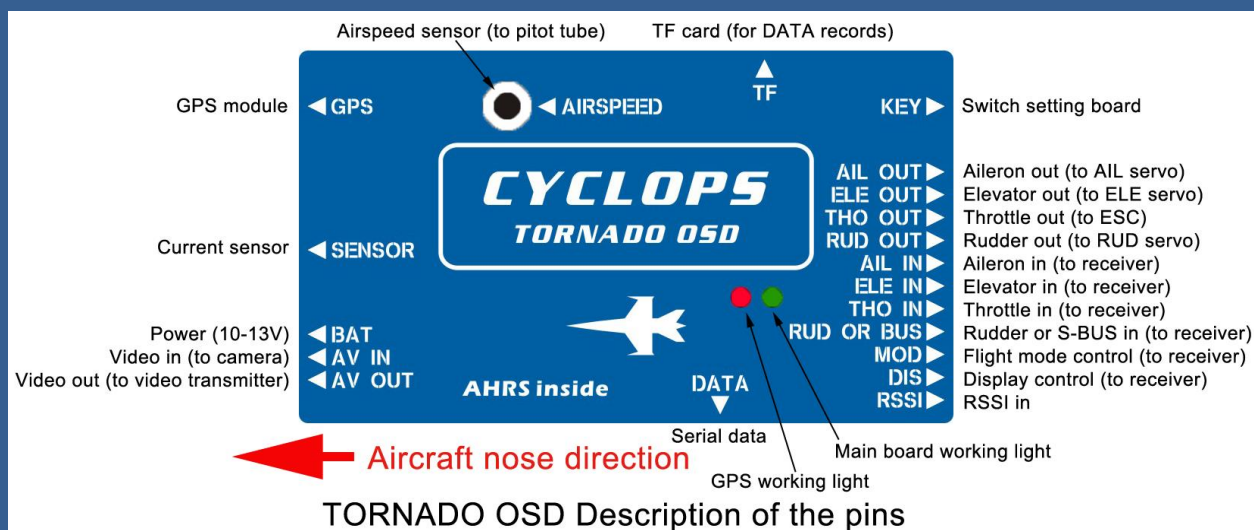 Airspeed sensor (to pitot tube)
TF card (for DATA records)
GPS module
GPS
AIRSPEED
TF
KEY
Switch setting board
CYCLOPS
TORNADO OSD
AIL OUT Aileron out (to AIL servo)
ELE OUT Elevator out (to ELE servo)
THO OUT Throttle out (to ESC)
RUD OUT Rudder out (to RUD servo)
AIL IN Aileron in (to receiver)
ELE IN Elevator in (to receiver)
THO IN Throttle in (to receiver)
RUD OR BUS Rudder or S-BUS in (to receiver)
MOD Flight mode control (to receiver)
DIS Display control (to receiver)
RSSI RSSI in
Current sensor SENSOR
Power (10-13V) BAT
Video in (to camera) AV IN
Video out (to video transmitter) AV OUT
AHRS inside
DATA
Serial data
Main board working light
GPS working light
Aircraft nose direction
TORNADO OSD Description of the pins